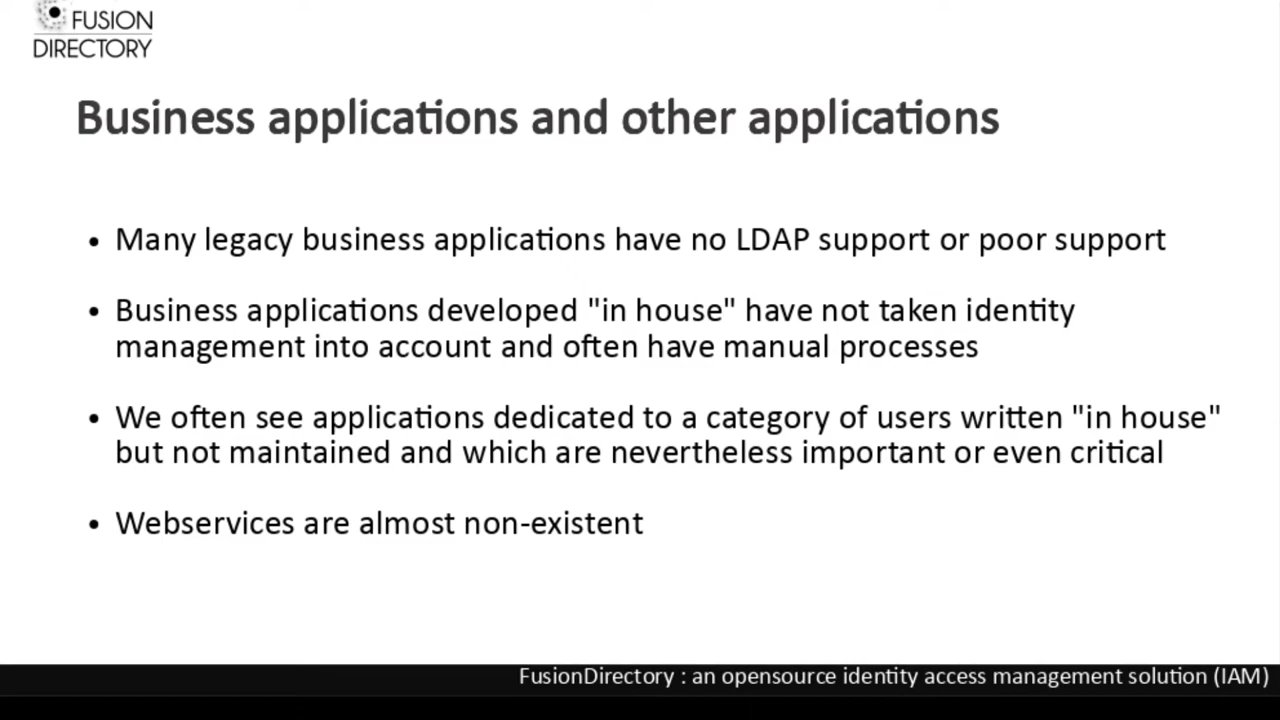 FUSION
DIRECTORY
Business applications and other applications
• Many legacy business applications have no LDAP support or poor support
• Business applications developed "in house" have not taken identity
management into account and often have manual processes
• We often see applications dedicated to a category of users written "in house"
but not maintained and which are nevertheless important or even critical
• Webservices are almost non-existent
FusionDirectory : an opensource identity access management solution (IAM)